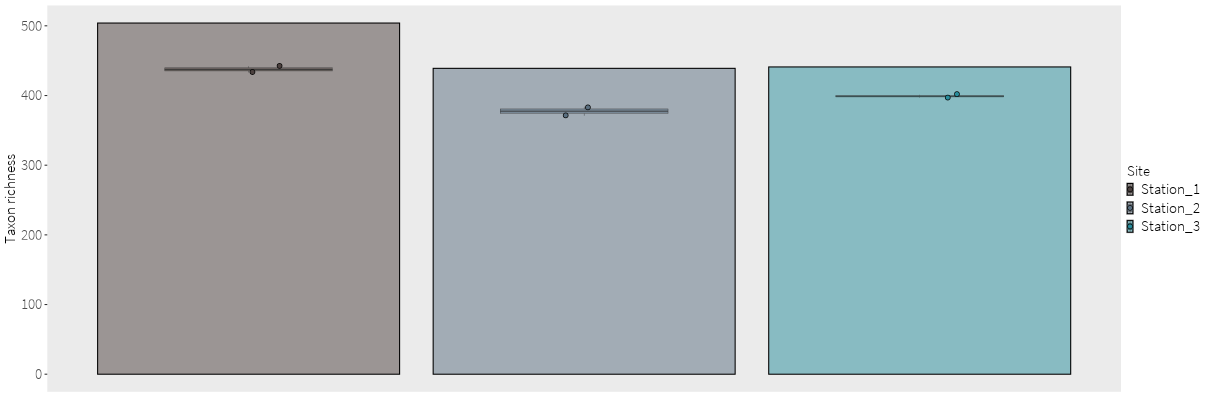 500
400
300
200
100
0
Taxon richness
Site
Station_1
Station_2
Station_3